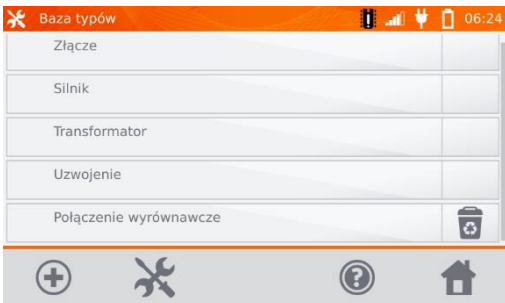 Baza typów 06:24
Złącze
Silnik
Transformator
Uzwojenie
Połączenie wyrównawcze